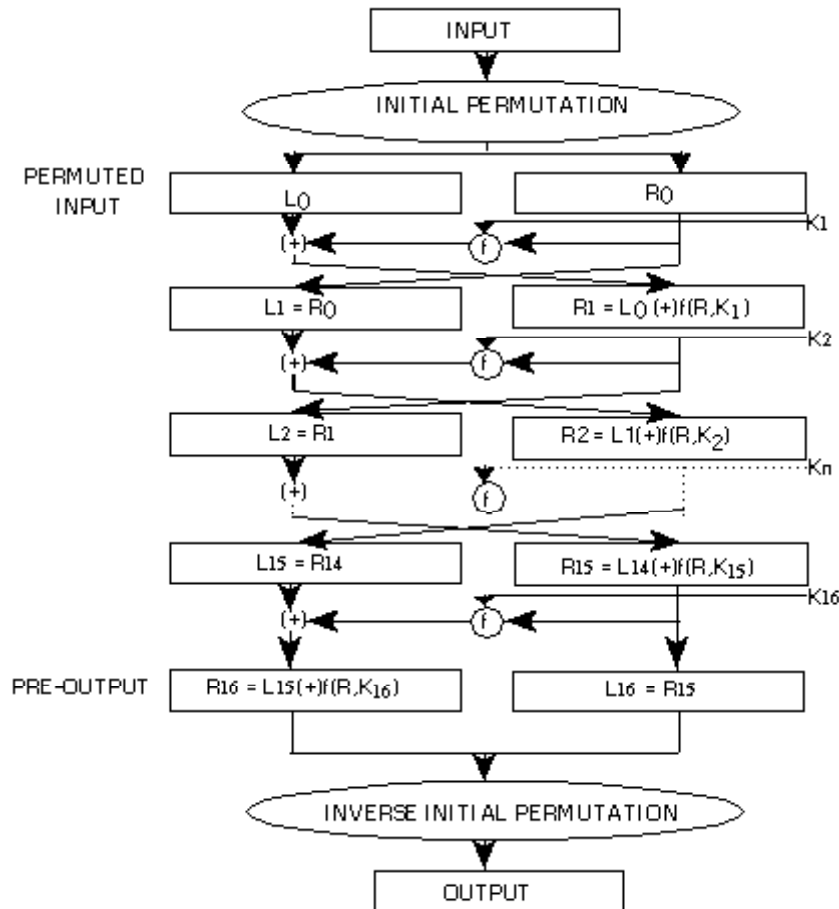 INPUT
INITIAL PERMUTATION
PERMUTED
INPUT
L0
R0
K1
(+)
f
L1 = R0
R1 = L0 (+)f(R,K1)
K2
(+)
f
L2 = R1
R2 = L1(+)f(R,K2)
Kn
(+)
f
L15 = R14
R15 = L14(+)f(R,K15)
K16
(+)
f
PRE-OUTPUT
R16 = L15(+)f(R,K16)
L16 = R15
INVERSE INITIAL PERMUTATION
OUTPUT